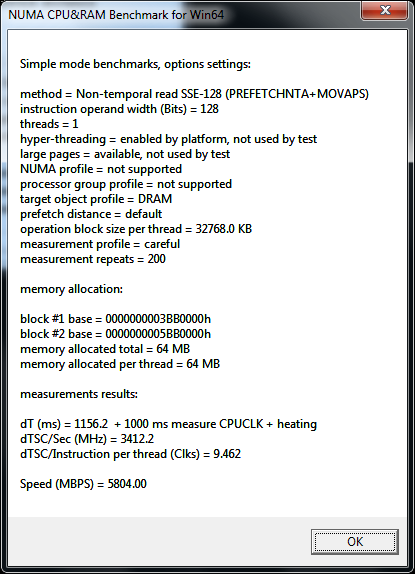 NUMA CPU&RAM Benchmark for Win64
Simple mode benchmarks, options settings:
method = Non-temporal read SSE-128 (PREFETCHNTA+MOVAPS)
instruction operand width (Bits) = 128
threads = 1
hyper-threading = enabled by platform, not used by test
large pages = available, not used by test
NUMA profile = not supported
processor group profile = not supported
target object profile = DRAM
prefetch distance = default
operation block size per thread = 32768.0 KB
measurement profile = careful
measurement repeats = 200
memory allocation:
block #1 base = 0000000003BB0000h
block #2 base = 0000000005BB0000h
memory allocated total = 64 MB
memory allocated per thread = 64 MB
measurements results:
dT (ms) = 1156.2  + 1000 ms measure CPUCLK + heating
dTSC/Sec (MHz) = 3412.2
dTSC/Instruction per thread (Clks) = 9.462
Speed (MBPS) = 5804.00
OK